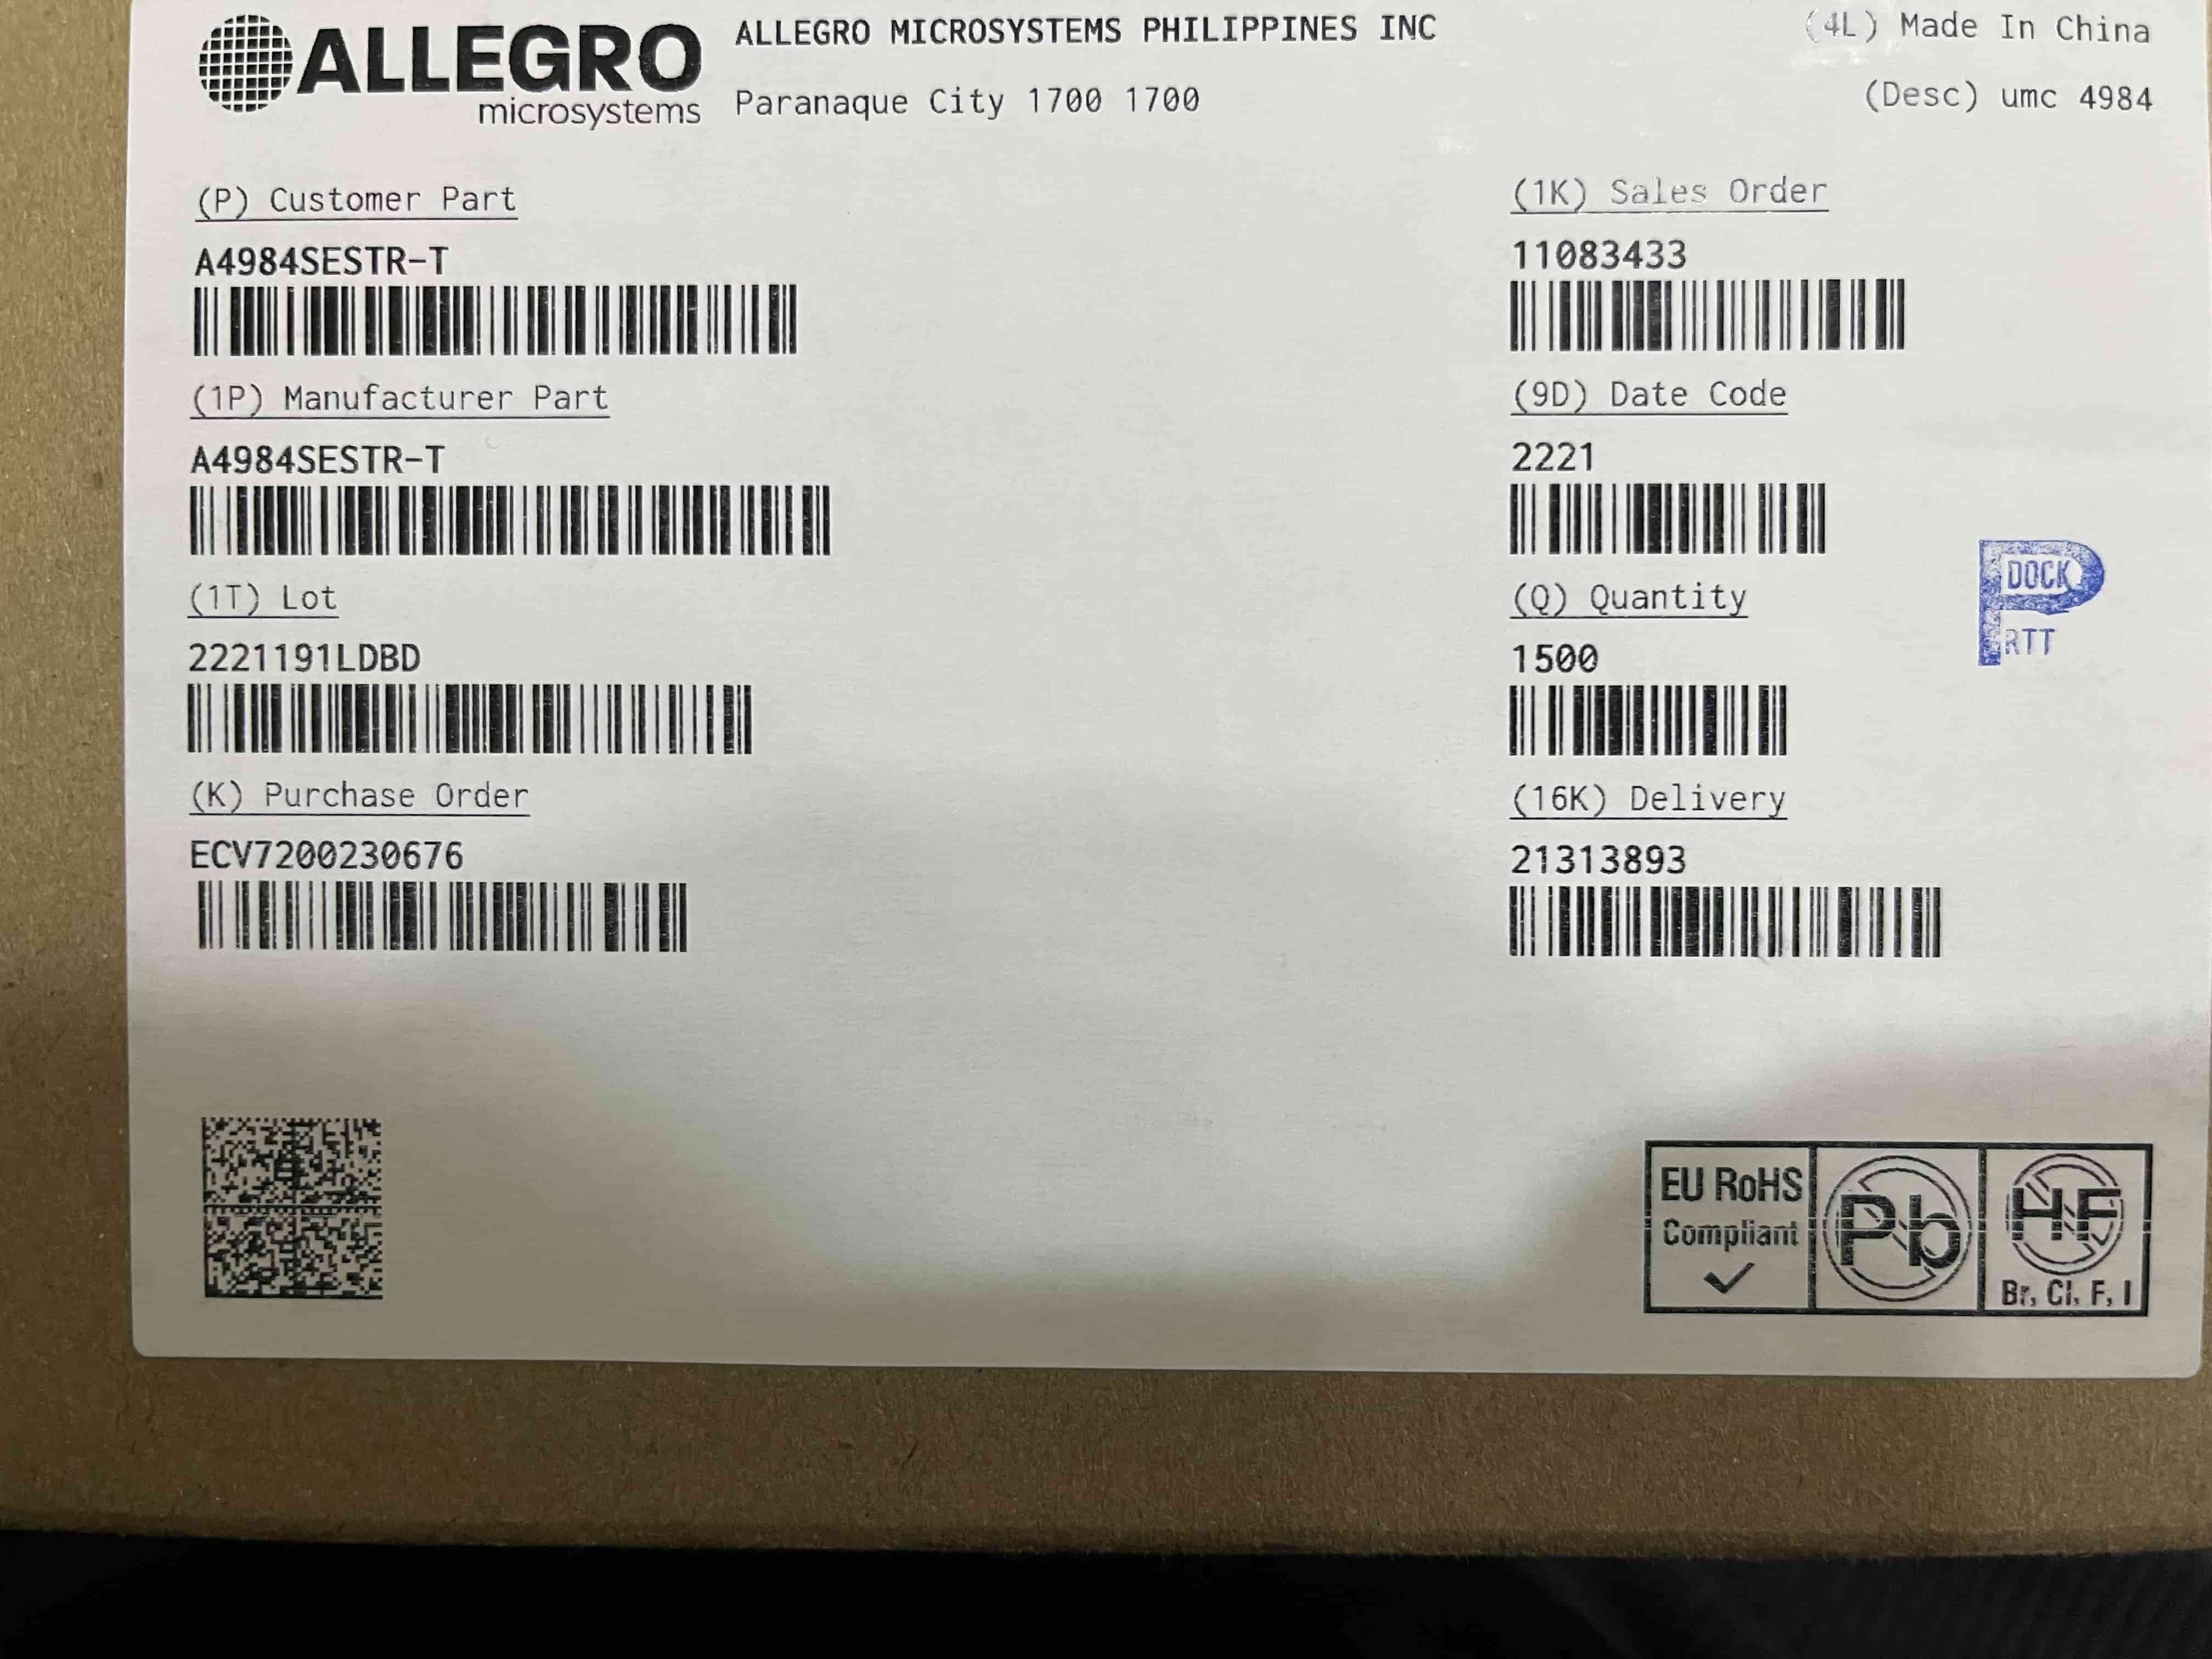 ALLEGRO
microsystems
ALLEGRO MICROSYSTEMS PHILIPPINES INC
Paranaque City 1700 1700
(4L) Made In China
(Desc) umc 4984
(P) Customer Part
A4984SESTR-T
(1P) Manufacturer Part
A4984SESTR-T
(1T) Lot
2221191LDBD
(K) Purchase Order
ECV7200230676
(1K) Sales Order
11083433
(9D) Date Code
2221
(Q) Quantity
1500
(16K) Delivery
21313893
P
DOCK
RTT
EU RoHS
Compliant
Pb
HF
Br, Cl, F, I